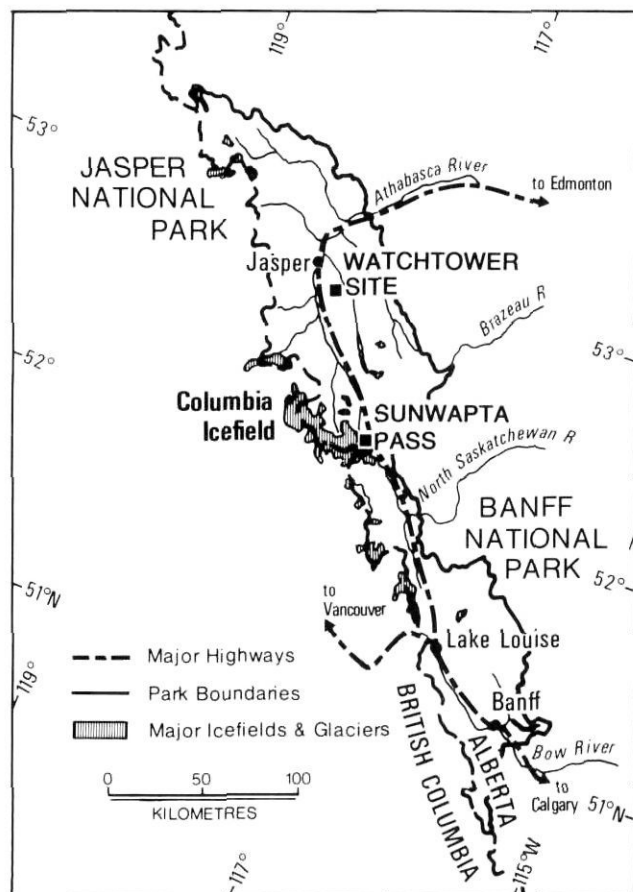 119°
117°
53°
JASPER
NATIONAL
PARK
Athabasca River
to Edmonton
Jasper
WATCHTOWER
SITE
Brazeau R
52°
53°
Columbia
Icefield
SUNWAPTA
PASS
North Saskatchewan R
BANFF
NATIONAL
PARK
51°N
52°
to
Vancouver
Lake Louise
Major Highways
119°
Park Boundaries
Banff
Major Icefields & Glaciers
BRITISH COLUMBIA
ALBERTA
Bow River
0 50 100
KILOMETRES
to
Calgary
51°N
117°
115°W